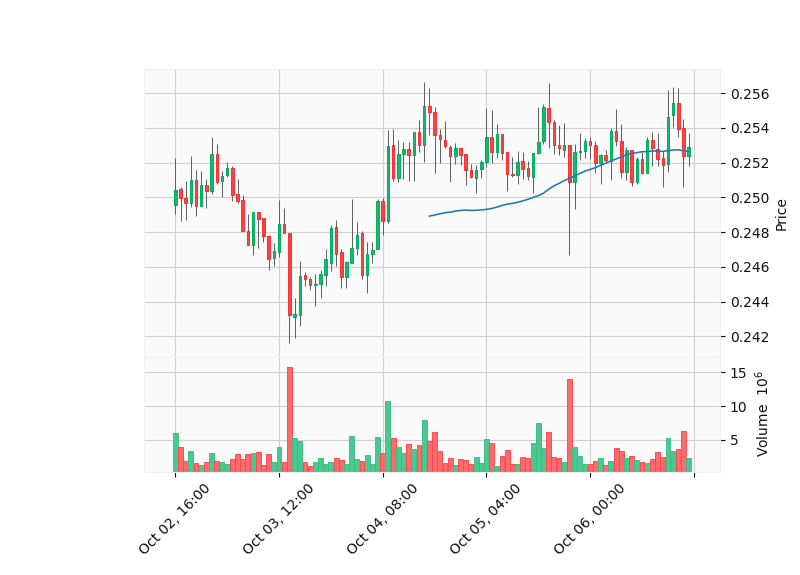 0.256
0.254
0.252
0.250
0.248
0.246
0.244
0.242
Price
15
10
5
Volume 10^6
Oct 02, 16:00
Oct 03, 12:00
Oct 04, 08:00
Oct 05, 04:00
Oct 06, 00:00